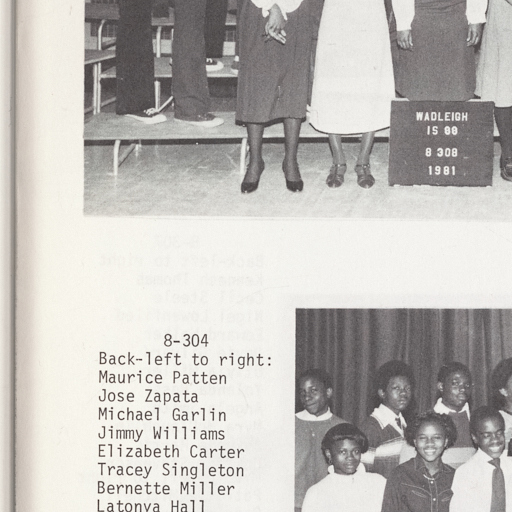 WADLEIGH
IS 88
8 308
1981
8-304
Back-left to right:
Maurice Patten
Jose Zapata
Michael Garlin
Jimmy Williams
Elizabeth Carter
Tracey Singleton
Bernette Miller
Latonya Hall